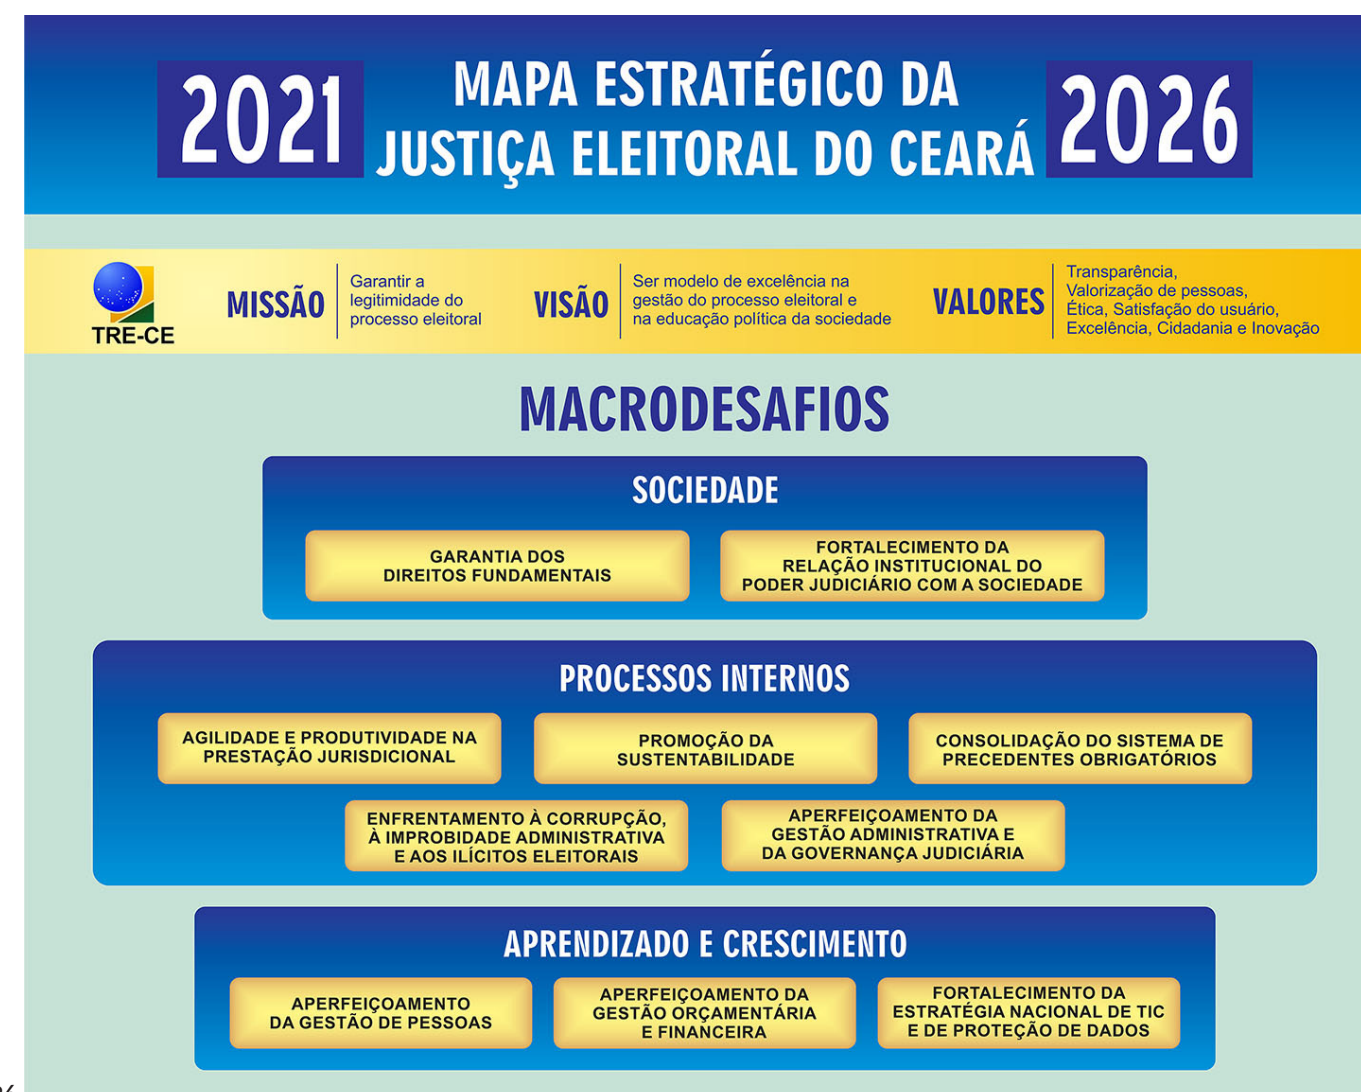 2021
MAPA ESTRATÉGICO DA
JUSTIÇA ELEITORAL DO CEARÁ
2026
TRE-CE
MISSÃO
Garantir a
legitimidade do
processo eleitoral
VISÃO
Ser modelo de excelência na
gestão do processo eleitoral e
na educação política da sociedade
VALORES
Transparência,
Valorização de pessoas,
Ética, Satisfação do usuário,
Excelência, Cidadania e Inovação
MACRODESAFIOS
SOCIEDADE
GARANTIA DOS
DIREITOS FUNDAMENTAIS
FORTALECIMENTO DA
RELAÇÃO INSTITUCIONAL DO
PODER JUDICIÁRIO COM A SOCIEDADE
PROCESSOS INTERNOS
AGILIDADE E PRODUTIVIDADE NA
PRESTAÇÃO JURISDICIONAL
PROMOÇÃO DA
SUSTENTABILIDADE
CONSOLIDAÇÃO DO SISTEMA DE
PRECEDENTES OBRIGATÓRIOS
ENFRENTAMENTO À CORRUPÇÃO,
À IMPROBIDADE ADMINISTRATIVA
E AOS ILÍCITOS ELEITORAIS
APERFEIÇOAMENTO DA
GESTÃO ADMINISTRATIVA E
DA GOVERNANÇA JUDICIÁRIA
APRENDIZADO E CRESCIMENTO
APERFEIÇOAMENTO
DA GESTÃO DE PESSOAS
APERFEIÇOAMENTO DA
GESTÃO ORÇAMENTÁRIA
E FINANCEIRA
FORTALECIMENTO DA
ESTRATÉGIA NACIONAL DE TIC
E DE PROTEÇÃO DE DADOS